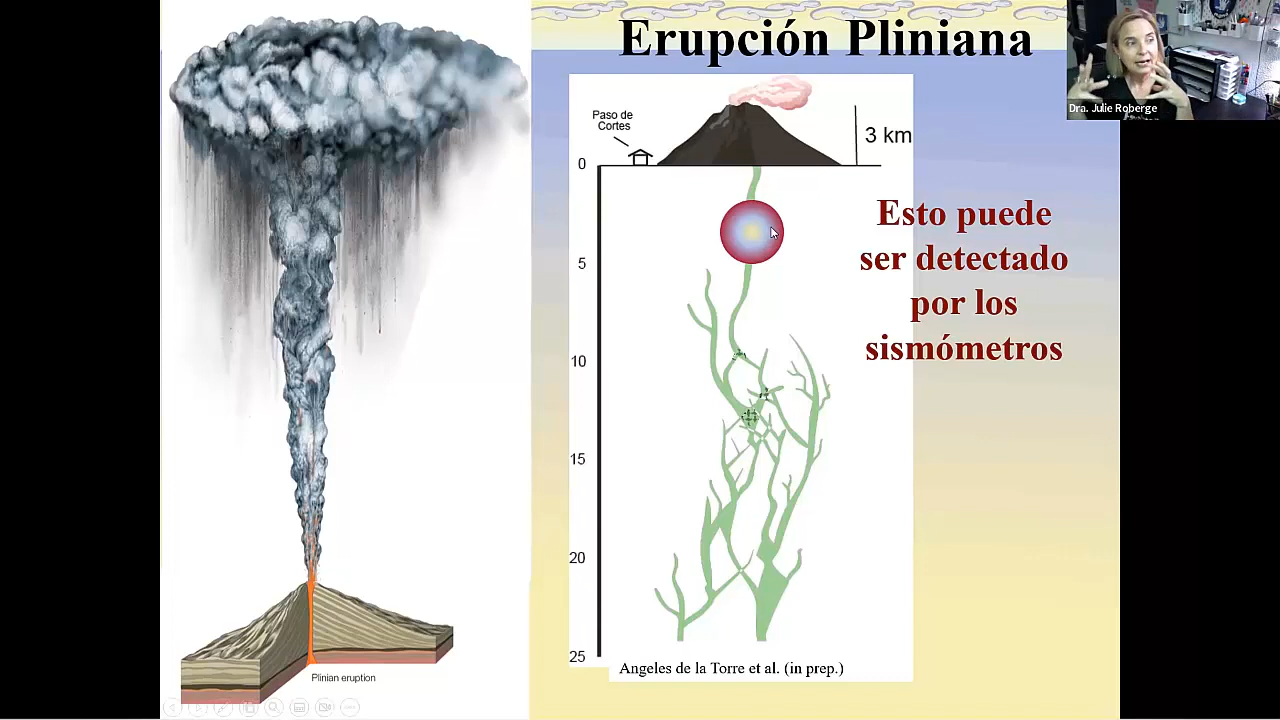 Erupción Pliniana
Dra. Julie Roberge
Paso de
Cortes
3 km
0
5
10
15
20
25
Esto puede
ser detectado
por los
sismómetros
Plinian eruption
Angeles de la Torre et al. (in prep.)